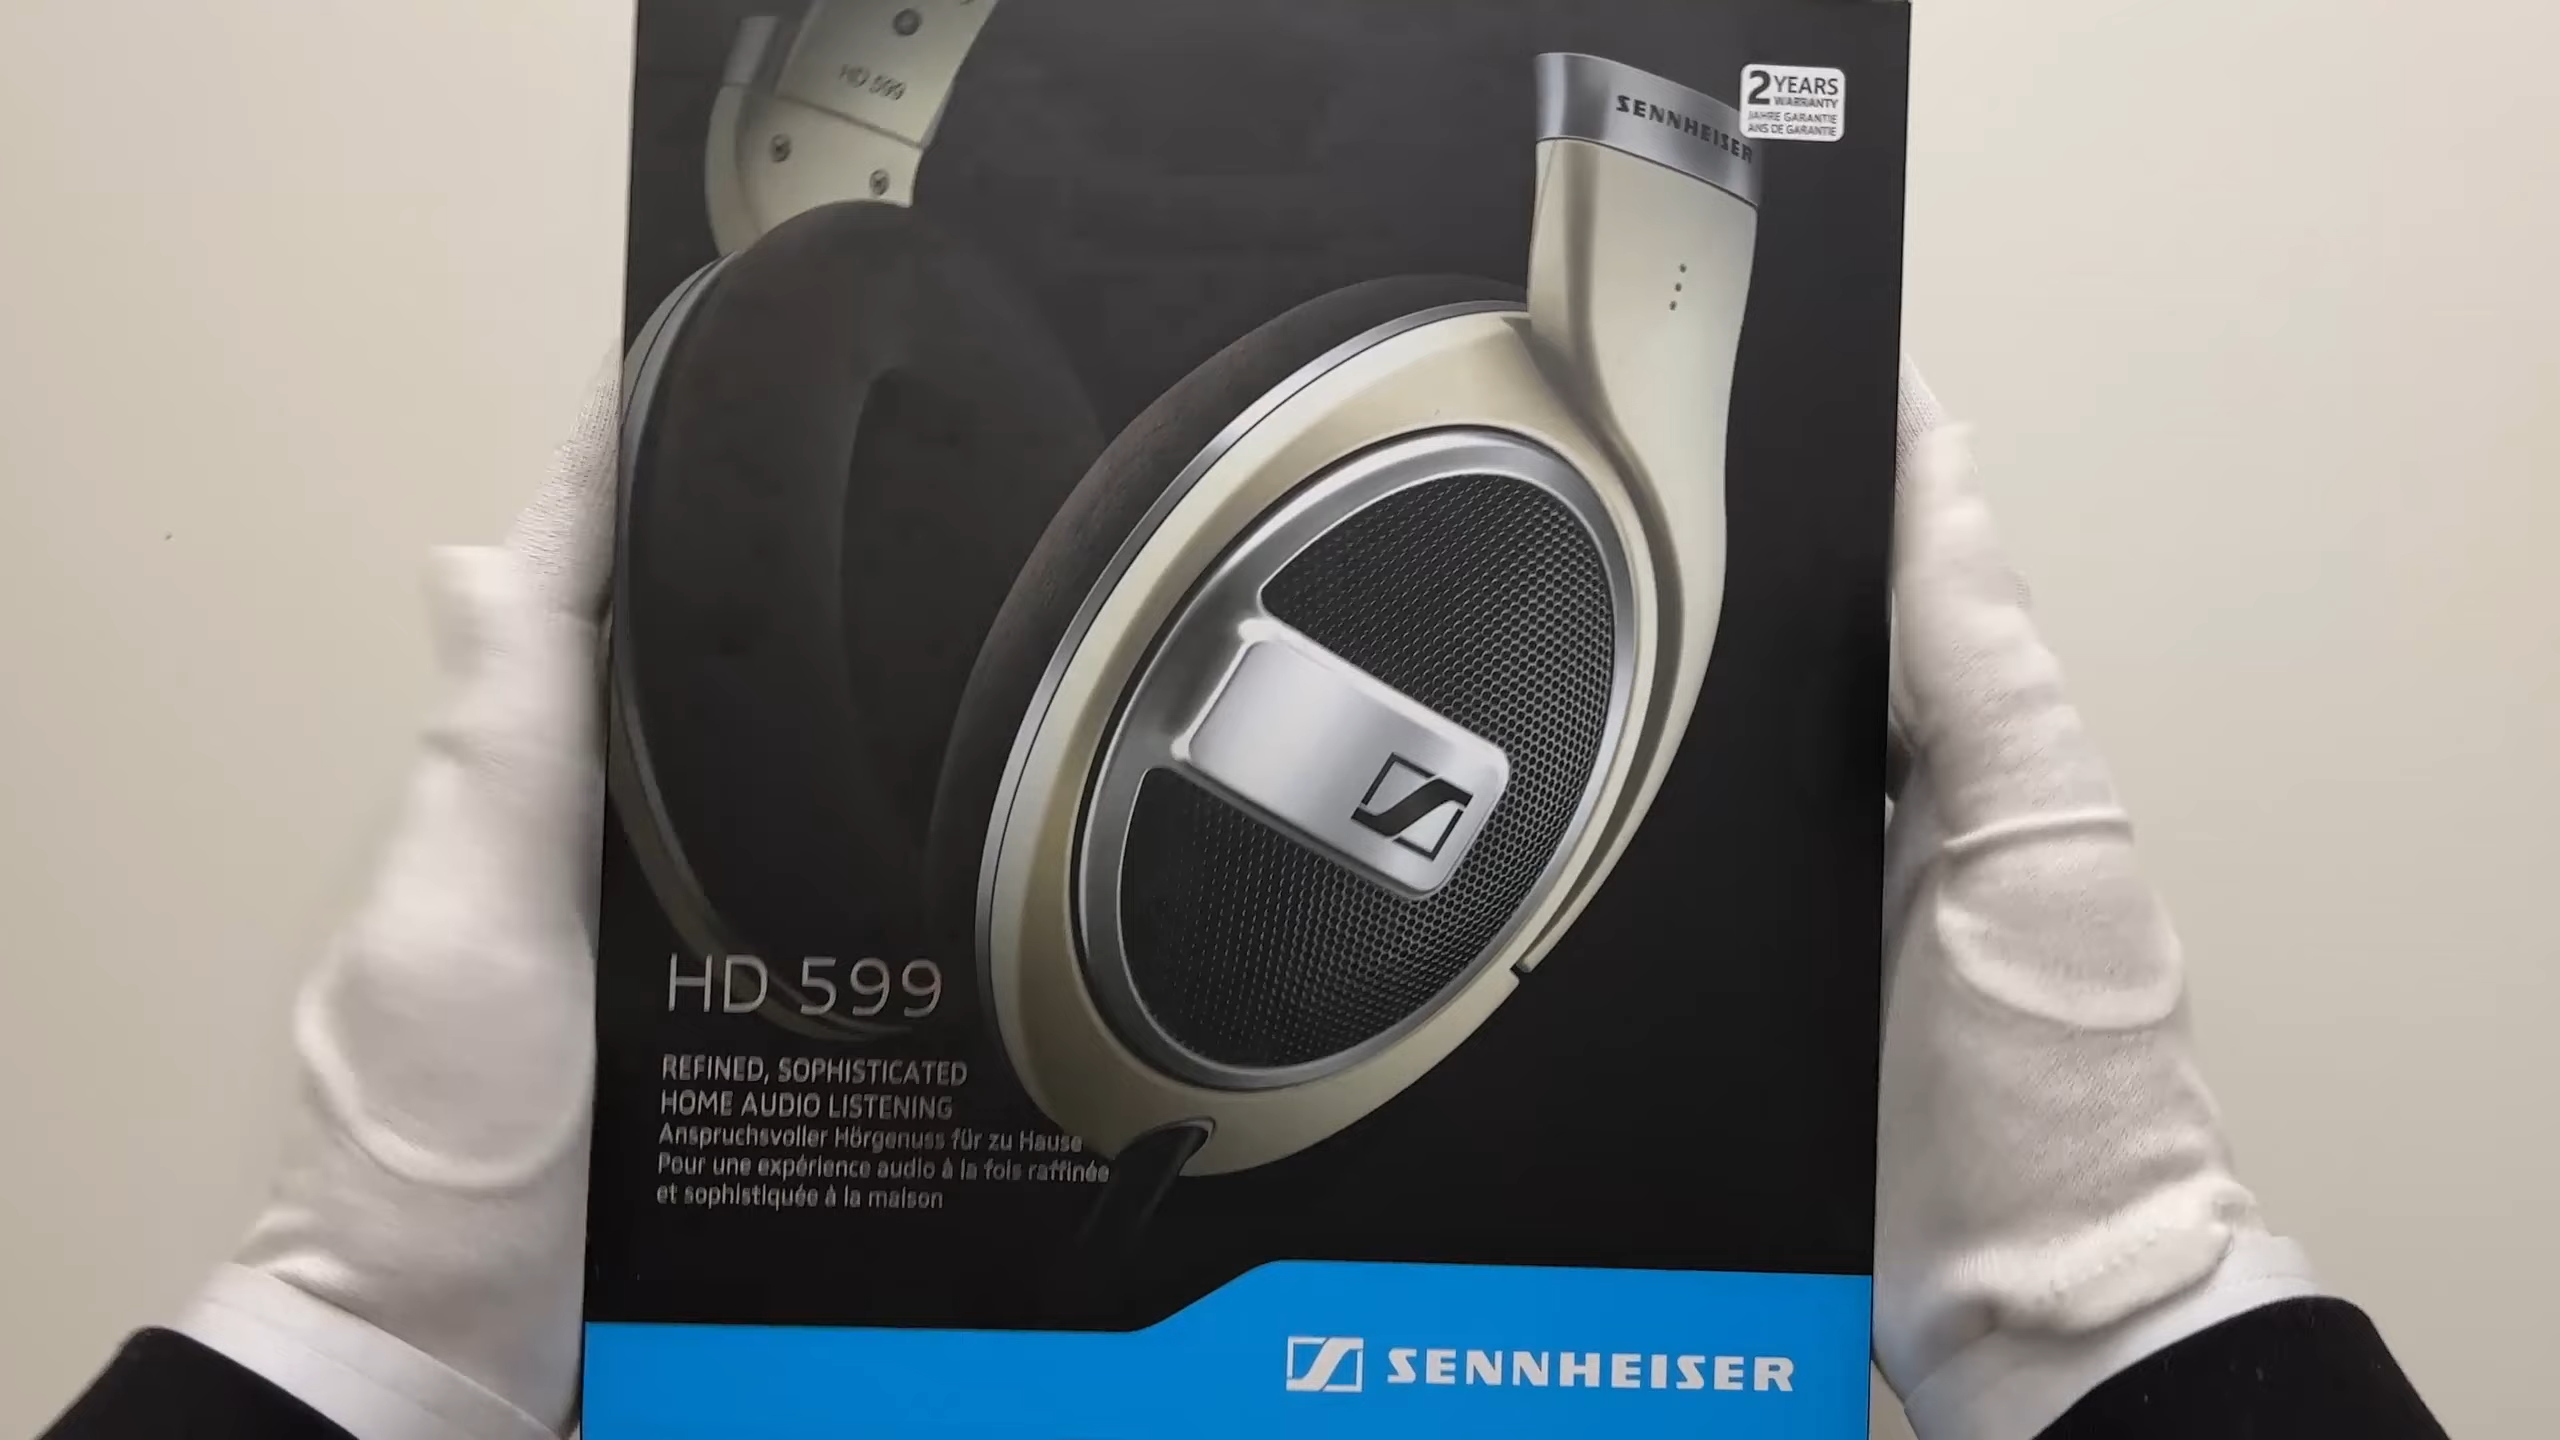 HD 599
SENNHEISER
2 YEARS
WARRANTY
JAHRE GARANTIE
ANS DE GARANTIE
HD 599
REFINED, SOPHISTICATED
HOME AUDIO LISTENING
Anspruchsvoller Hörgenuss für zu Hause
Pour une expérience audio à la fois raffinée
et sophistiquée à la maison
SENNHEISER